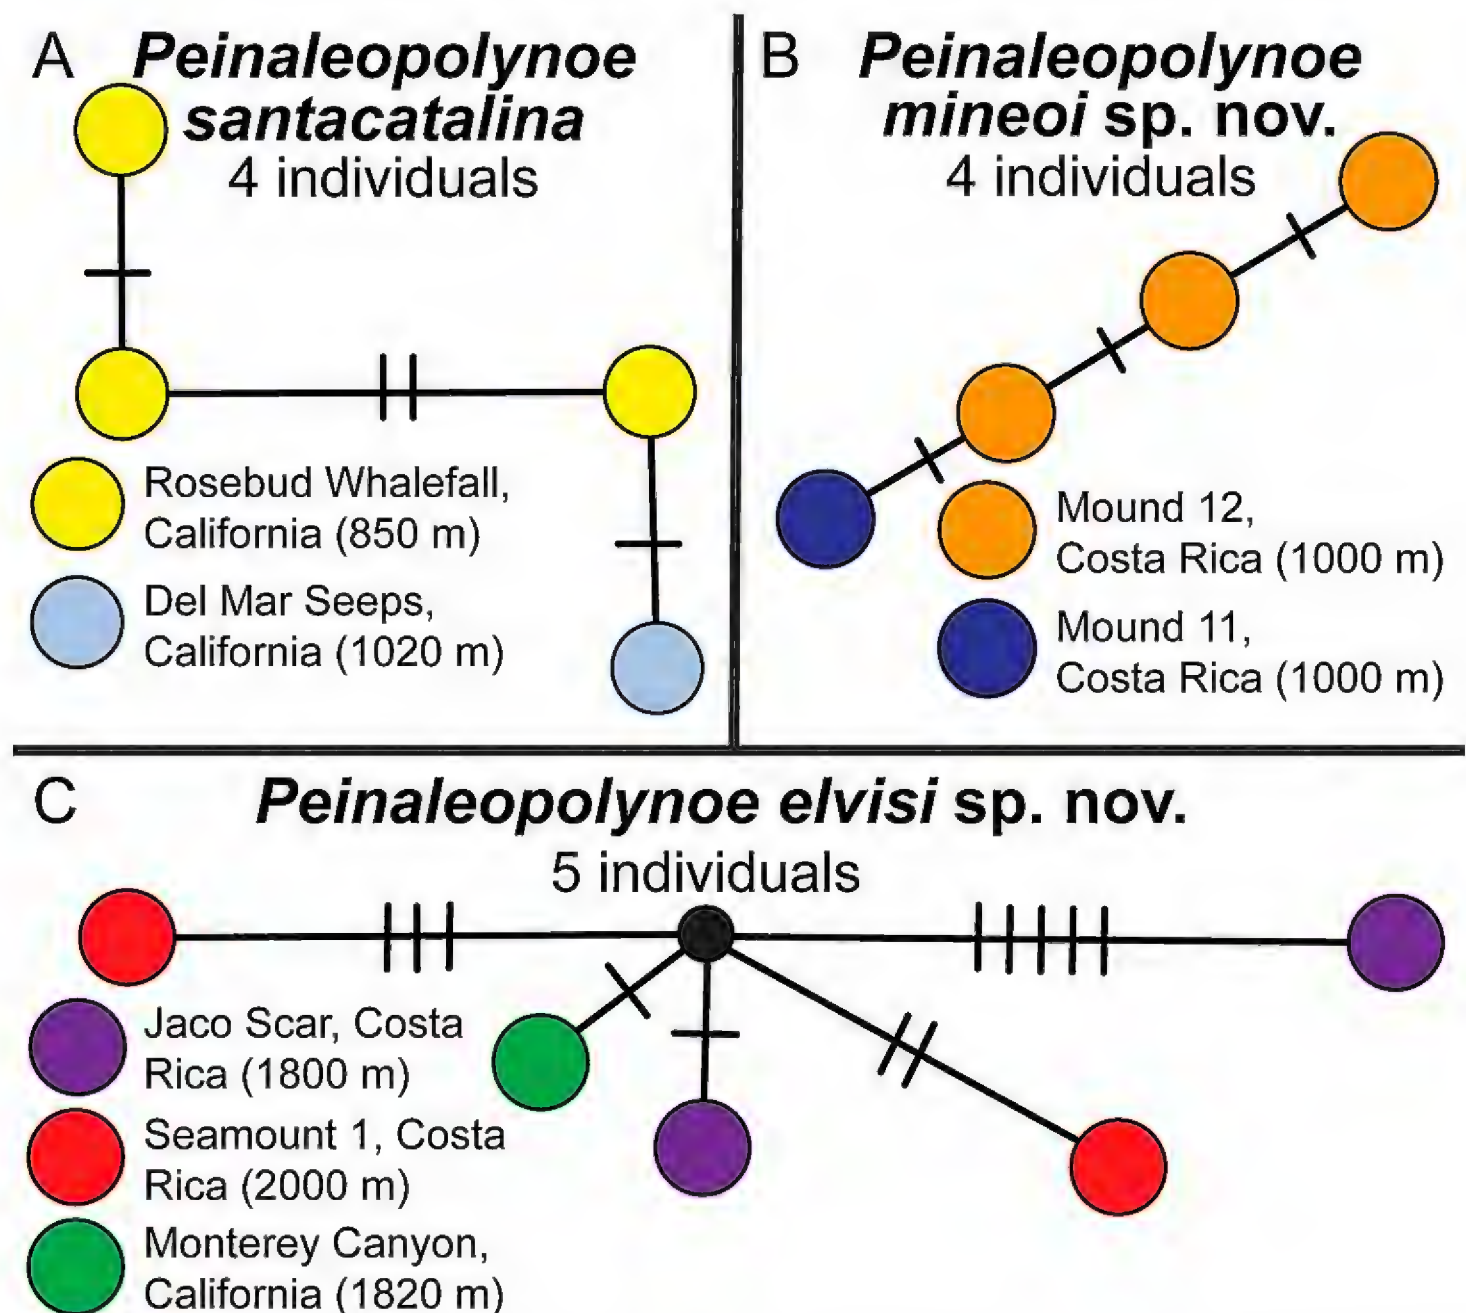 A Peinaleopolynoe
santacatalina
4 individuals
Rosebud Whalefall,
California (850 m)
Del Mar Seeps,
California (1020 m)
B Peinaleopolynoe
mineoi sp. nov.
4 individuals
Mound 12,
Costa Rica (1000 m)
Mound 11,
Costa Rica (1000 m)
C Peinaleopolynoe elvisi sp. nov.
5 individuals
Jaco Scar, Costa
Rica (1800 m)
Seamount 1, Costa
Rica (2000 m)
Monterey Canyon,
California (1820 m)